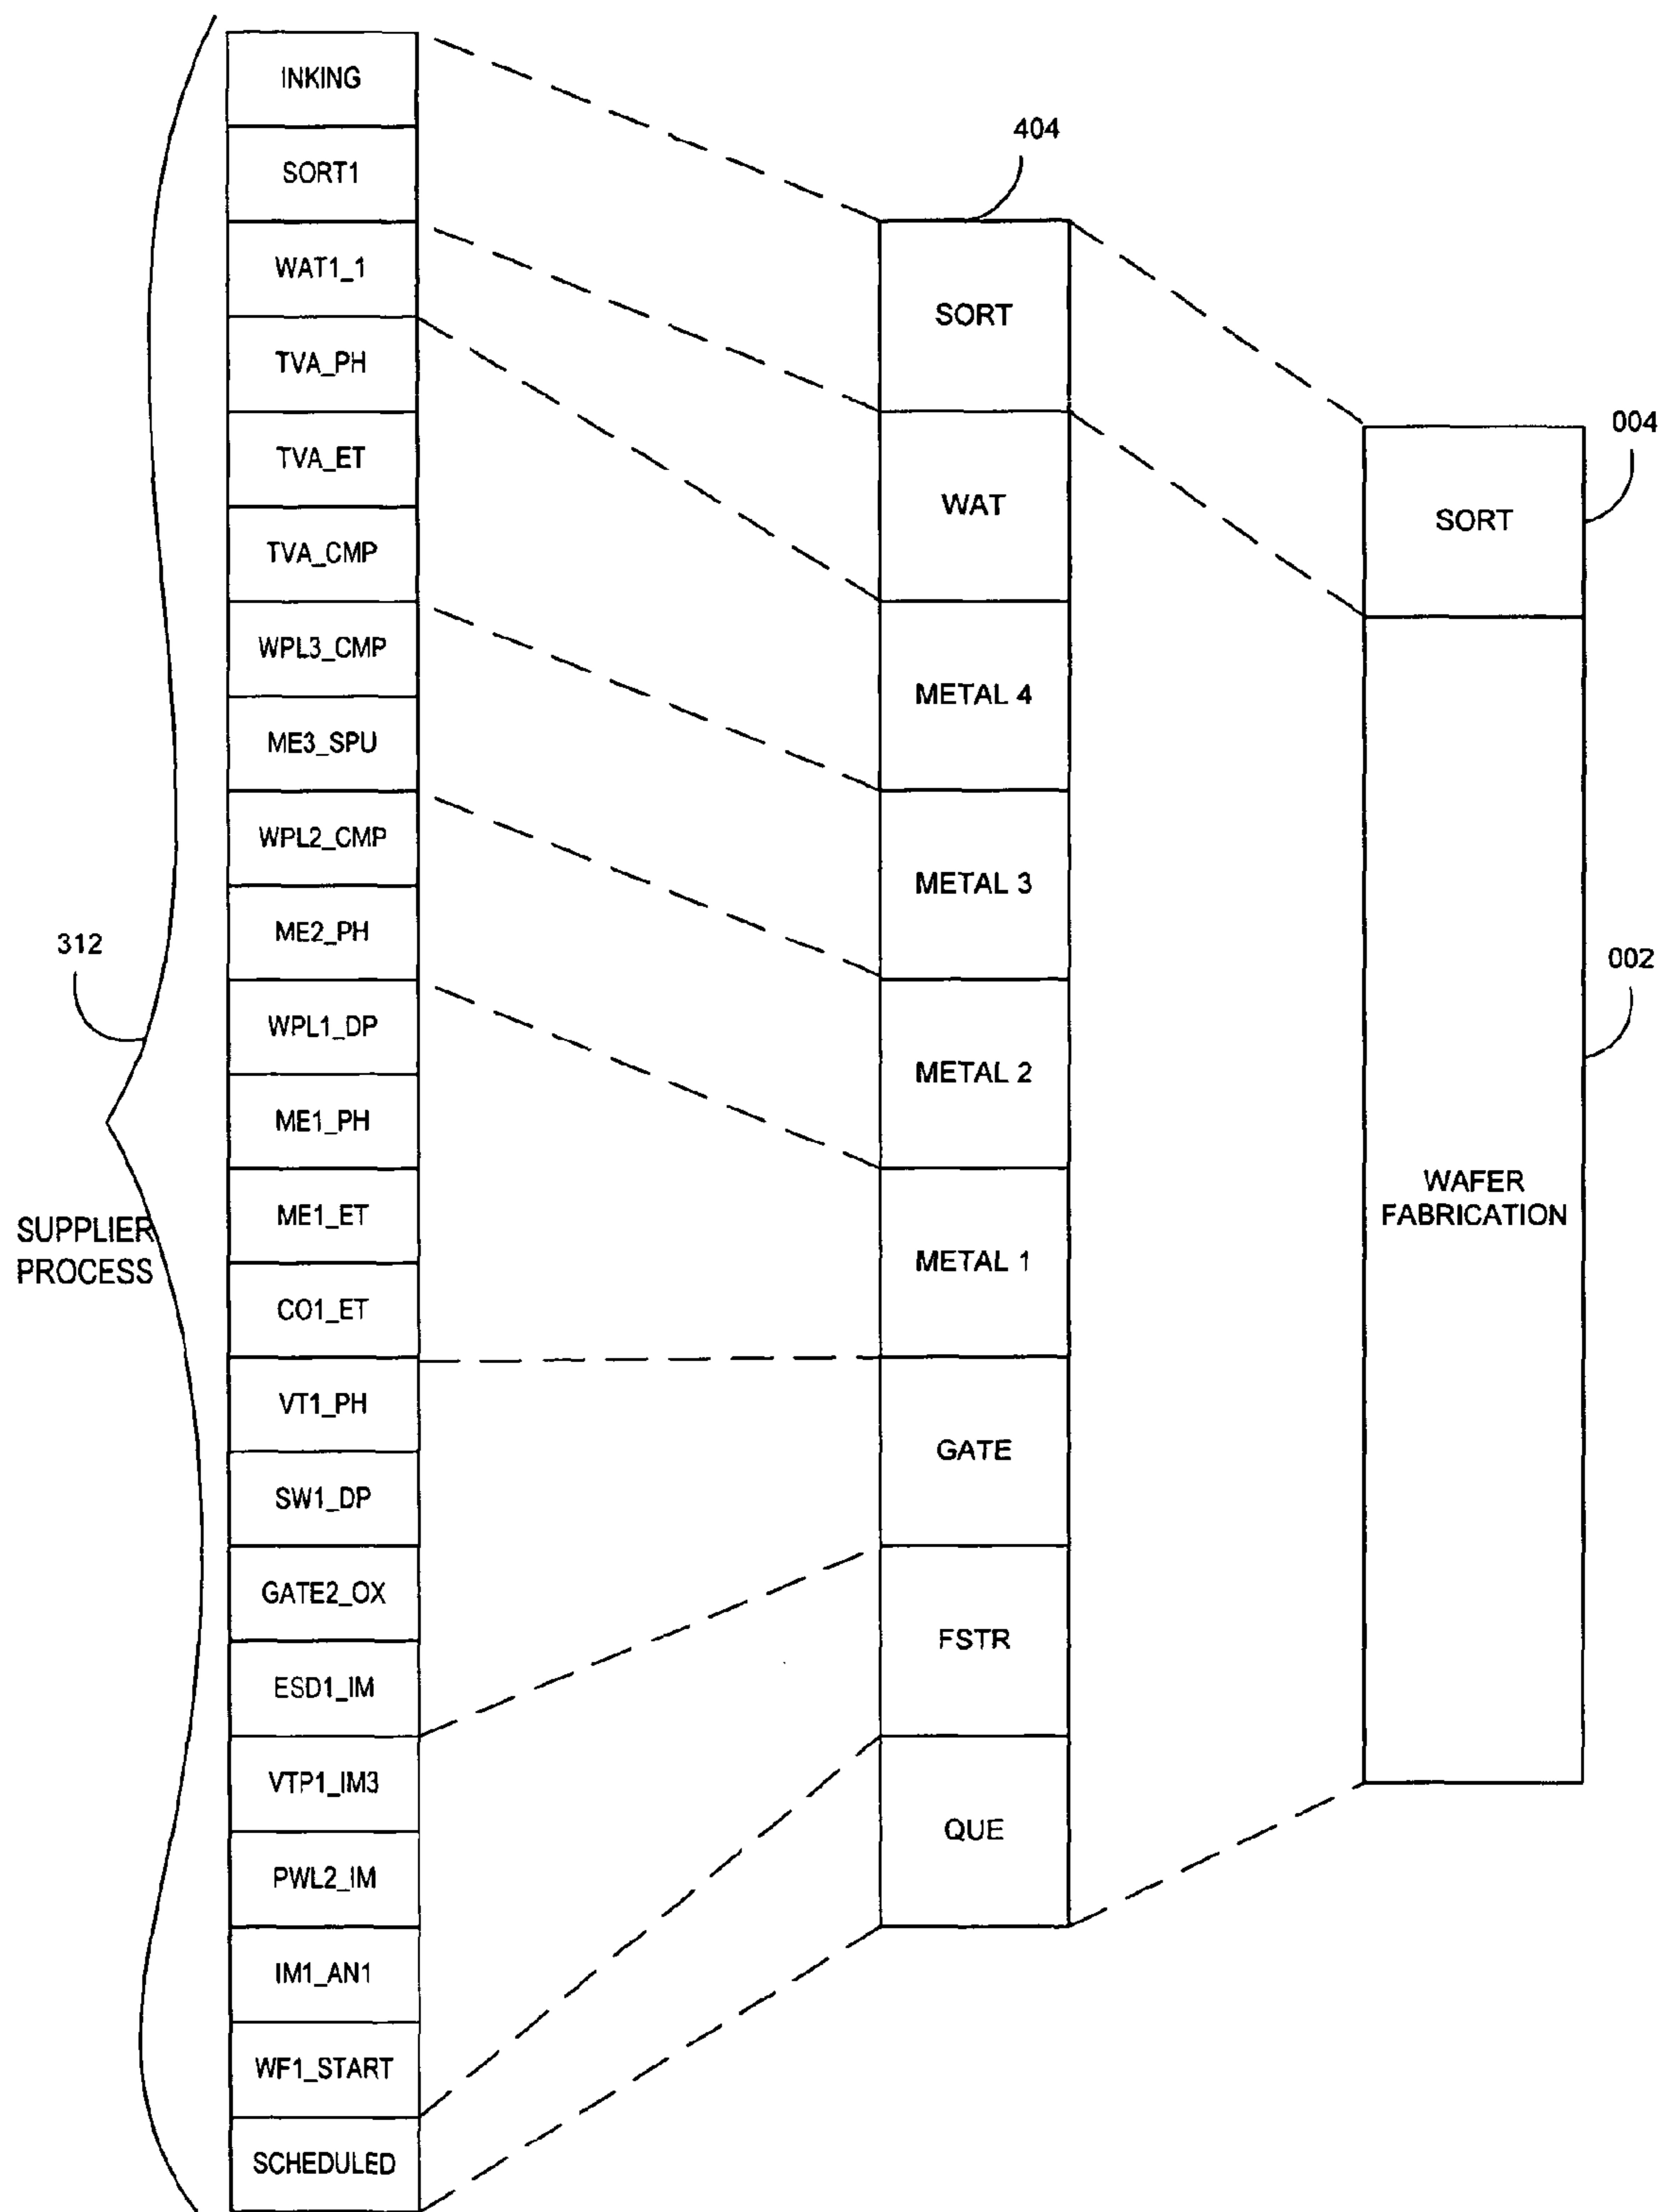 INKING
SORT1
WAT1_1
TVA_PH
TVA_ET
TVA_CMP
WPL3_CMP
ME3_SPU
WPL2_CMP
ME2_PH
WPL1_DP
ME1_PH
ME1_ET
CO1_ET
VT1_PH
SW1_DP
GATE2_OX
ESD1_IM
VTP1_IM3
PWL2_IM
IM1_AN1
WF1_START
SCHEDULED
312
SUPPLIER
PROCESS
404
SORT
WAT
METAL 4
METAL 3
METAL 2
METAL 1
GATE
FSTR
QUE
004
SORT
002
WAFER
FABRICATION